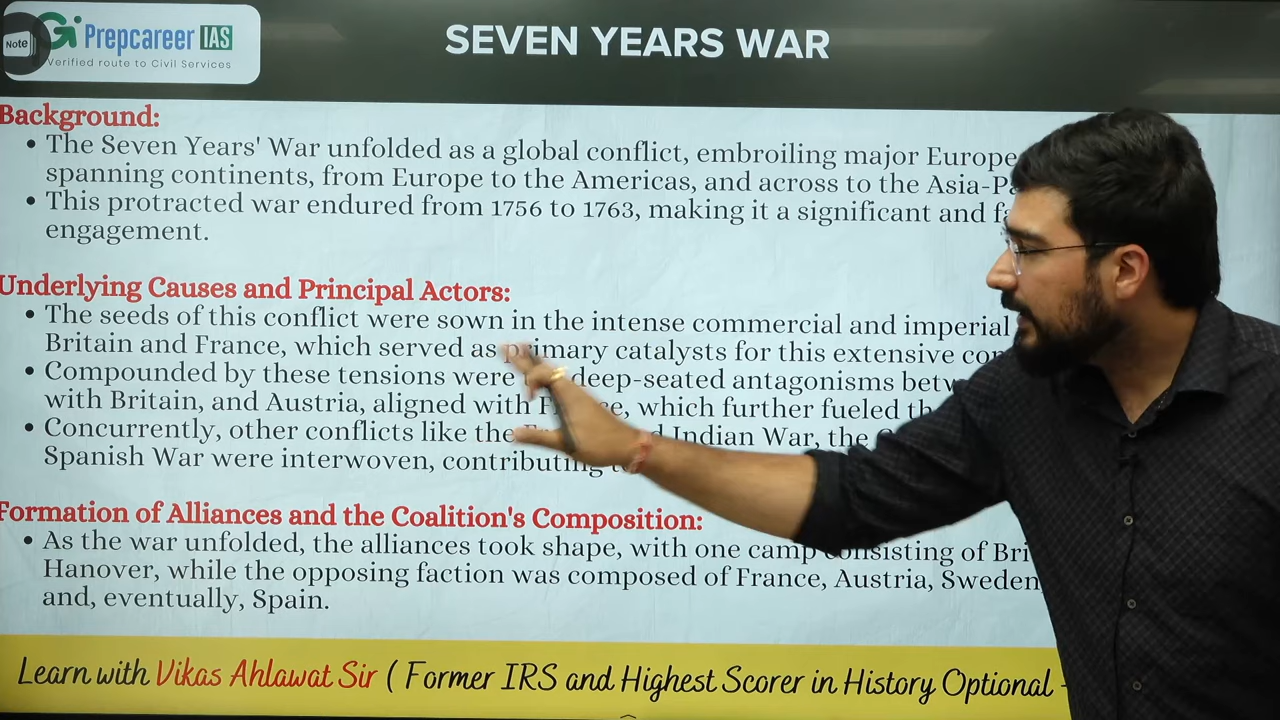 Note
Gi Prepcareer IAS
Verified route to Civil Services
SEVEN YEARS WAR
Background:
• The Seven Years' War unfolded as a global conflict, embroiling major Europe
spanning continents, from Europe to the Americas, and across to the Asia-Pa
• This protracted war endured from 1756 to 1763, making it a significant and fa
engagement.
Underlying Causes and Principal Actors:
• The seeds of this conflict were sown in the intense commercial and imperial
Britain and France, which served as primary catalysts for this extensive con
• Compounded by these tensions were deep-seated antagonisms betw
with Britain, and Austria, aligned with France, which further fueled th
• Concurrently, other conflicts like the Indian War, the
Spanish War were interwoven, contributing to
Formation of Alliances and the Coalition's Composition:
• As the war unfolded, the alliances took shape, with one camp consisting of Bri
Hanover, while the opposing faction was composed of France, Austria, Sweden,
and, eventually, Spain.
Learn with Vikas Ahlawat Sir ( Former IRS and Highest Scorer in History Optional -